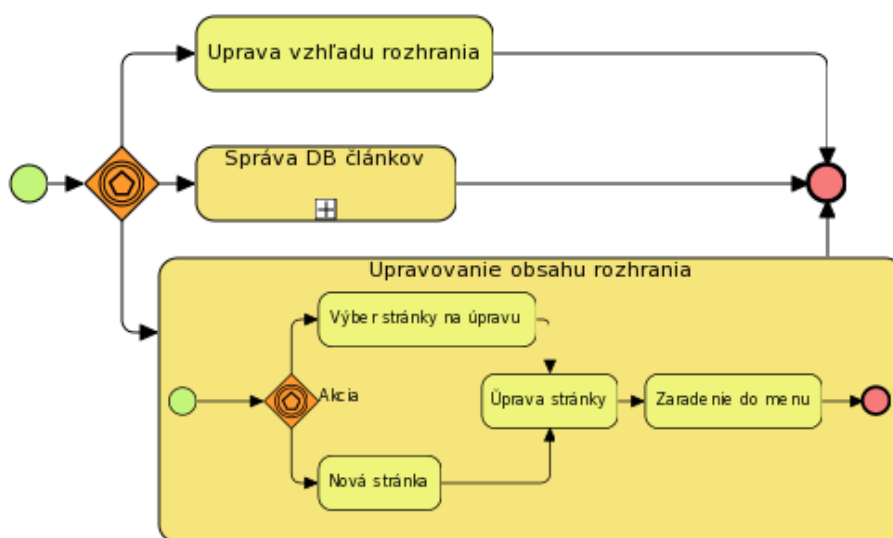 Uprava vzhľadu rozhrania
Správa DB článkov
Upravovanie obsahu rozhrania
Výber stránky na úpravu
Akcia
Úprava stránky
Zaradenie do menu
Nová stránka